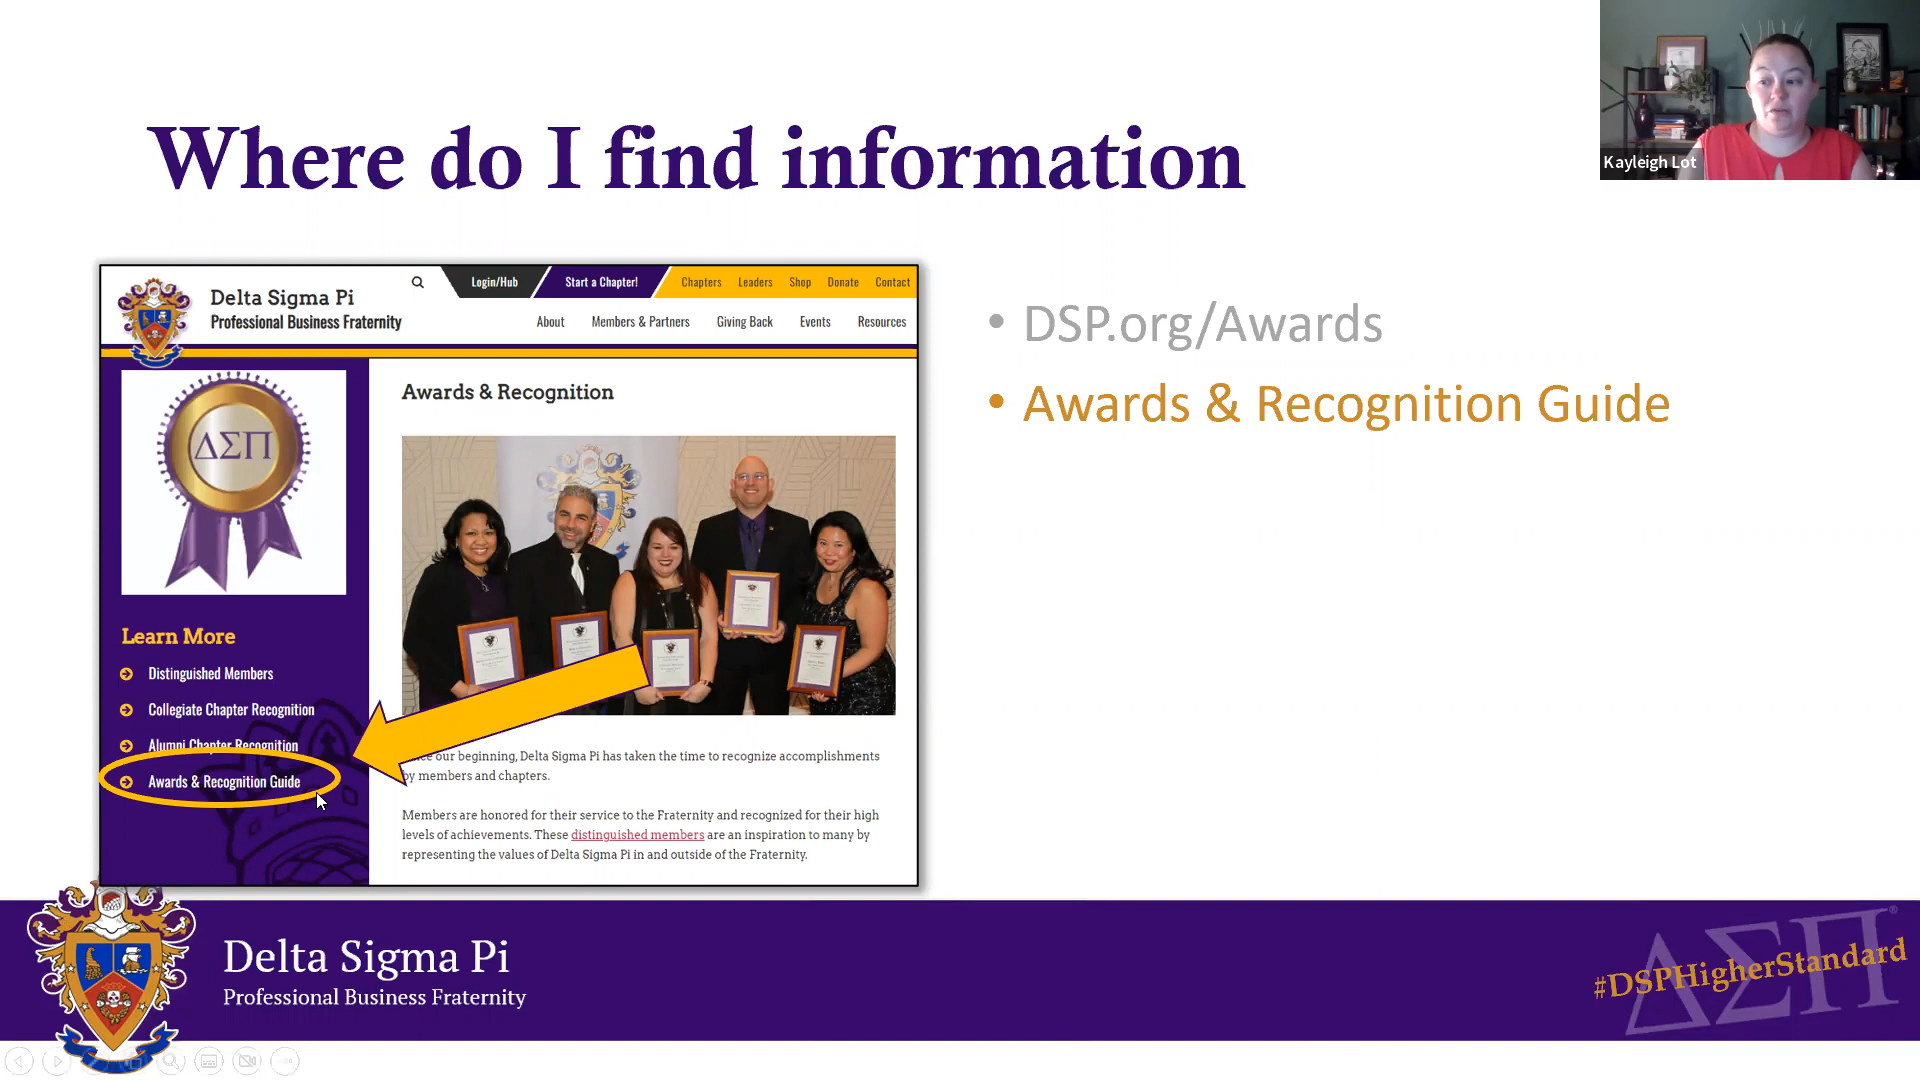 Where do I find information
Kayleigh Lot
Delta Sigma Pi
Professional Business Fraternity
Login/Hub
Start a Chapter!
Chapters
Leaders
Shop
Donate
Contact
About
Members & Partners
Giving Back
Events
Resources
ΔΣΠ
Learn More
Distinguished Members
Collegiate Chapter Recognition
Alumni Chapter Recognition
Awards & Recognition Guide
Awards & Recognition
our beginning, Delta Sigma Pi has taken the time to recognize accomplishments
by members and chapters.
Members are honored for their service to the Fraternity and recognized for their high
levels of achievements. These distinguished members are an inspiration to many by
representing the values of Delta Sigma Pi in and outside of the Fraternity.
• DSP.org/Awards
• Awards & Recognition Guide
Delta Sigma Pi
Professional Business Fraternity
ΔΣΠ®
#DSPHigherStandard